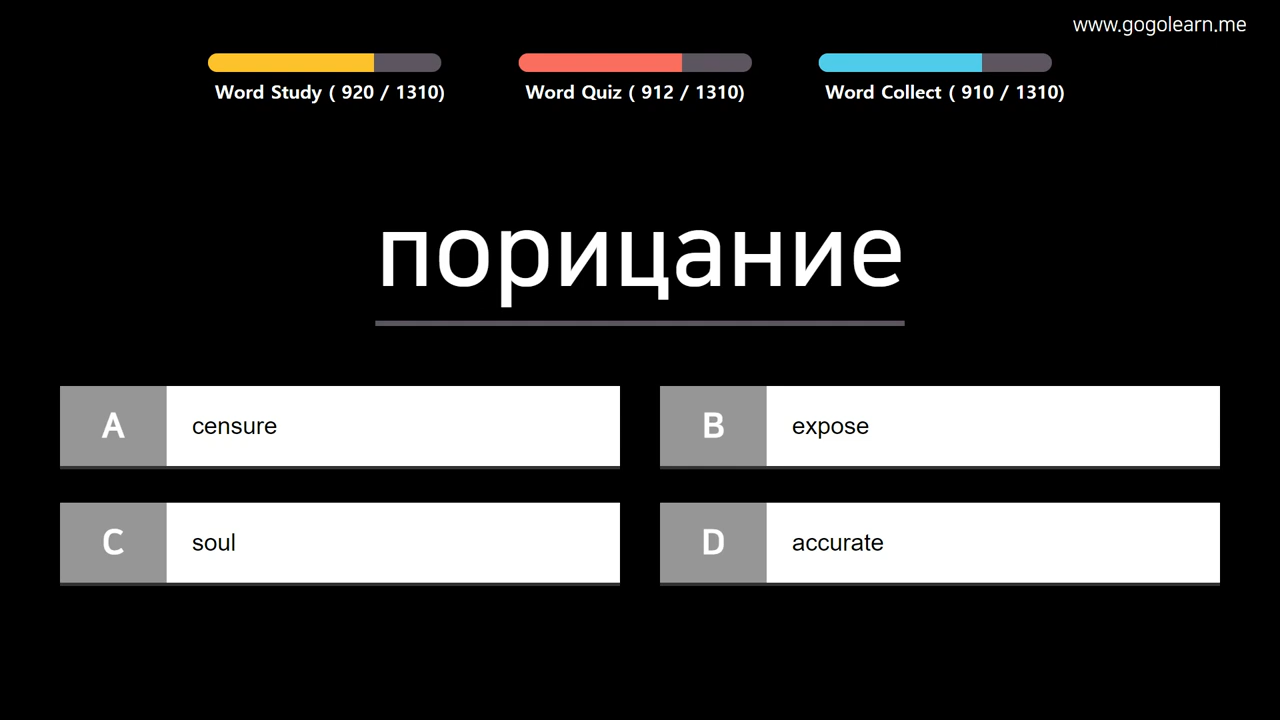 www.gogolearn.me
Word Study ( 920 / 1310)
Word Quiz ( 912 / 1310)
Word Collect ( 910 / 1310)
порицание
A censure
B expose
C soul
D accurate